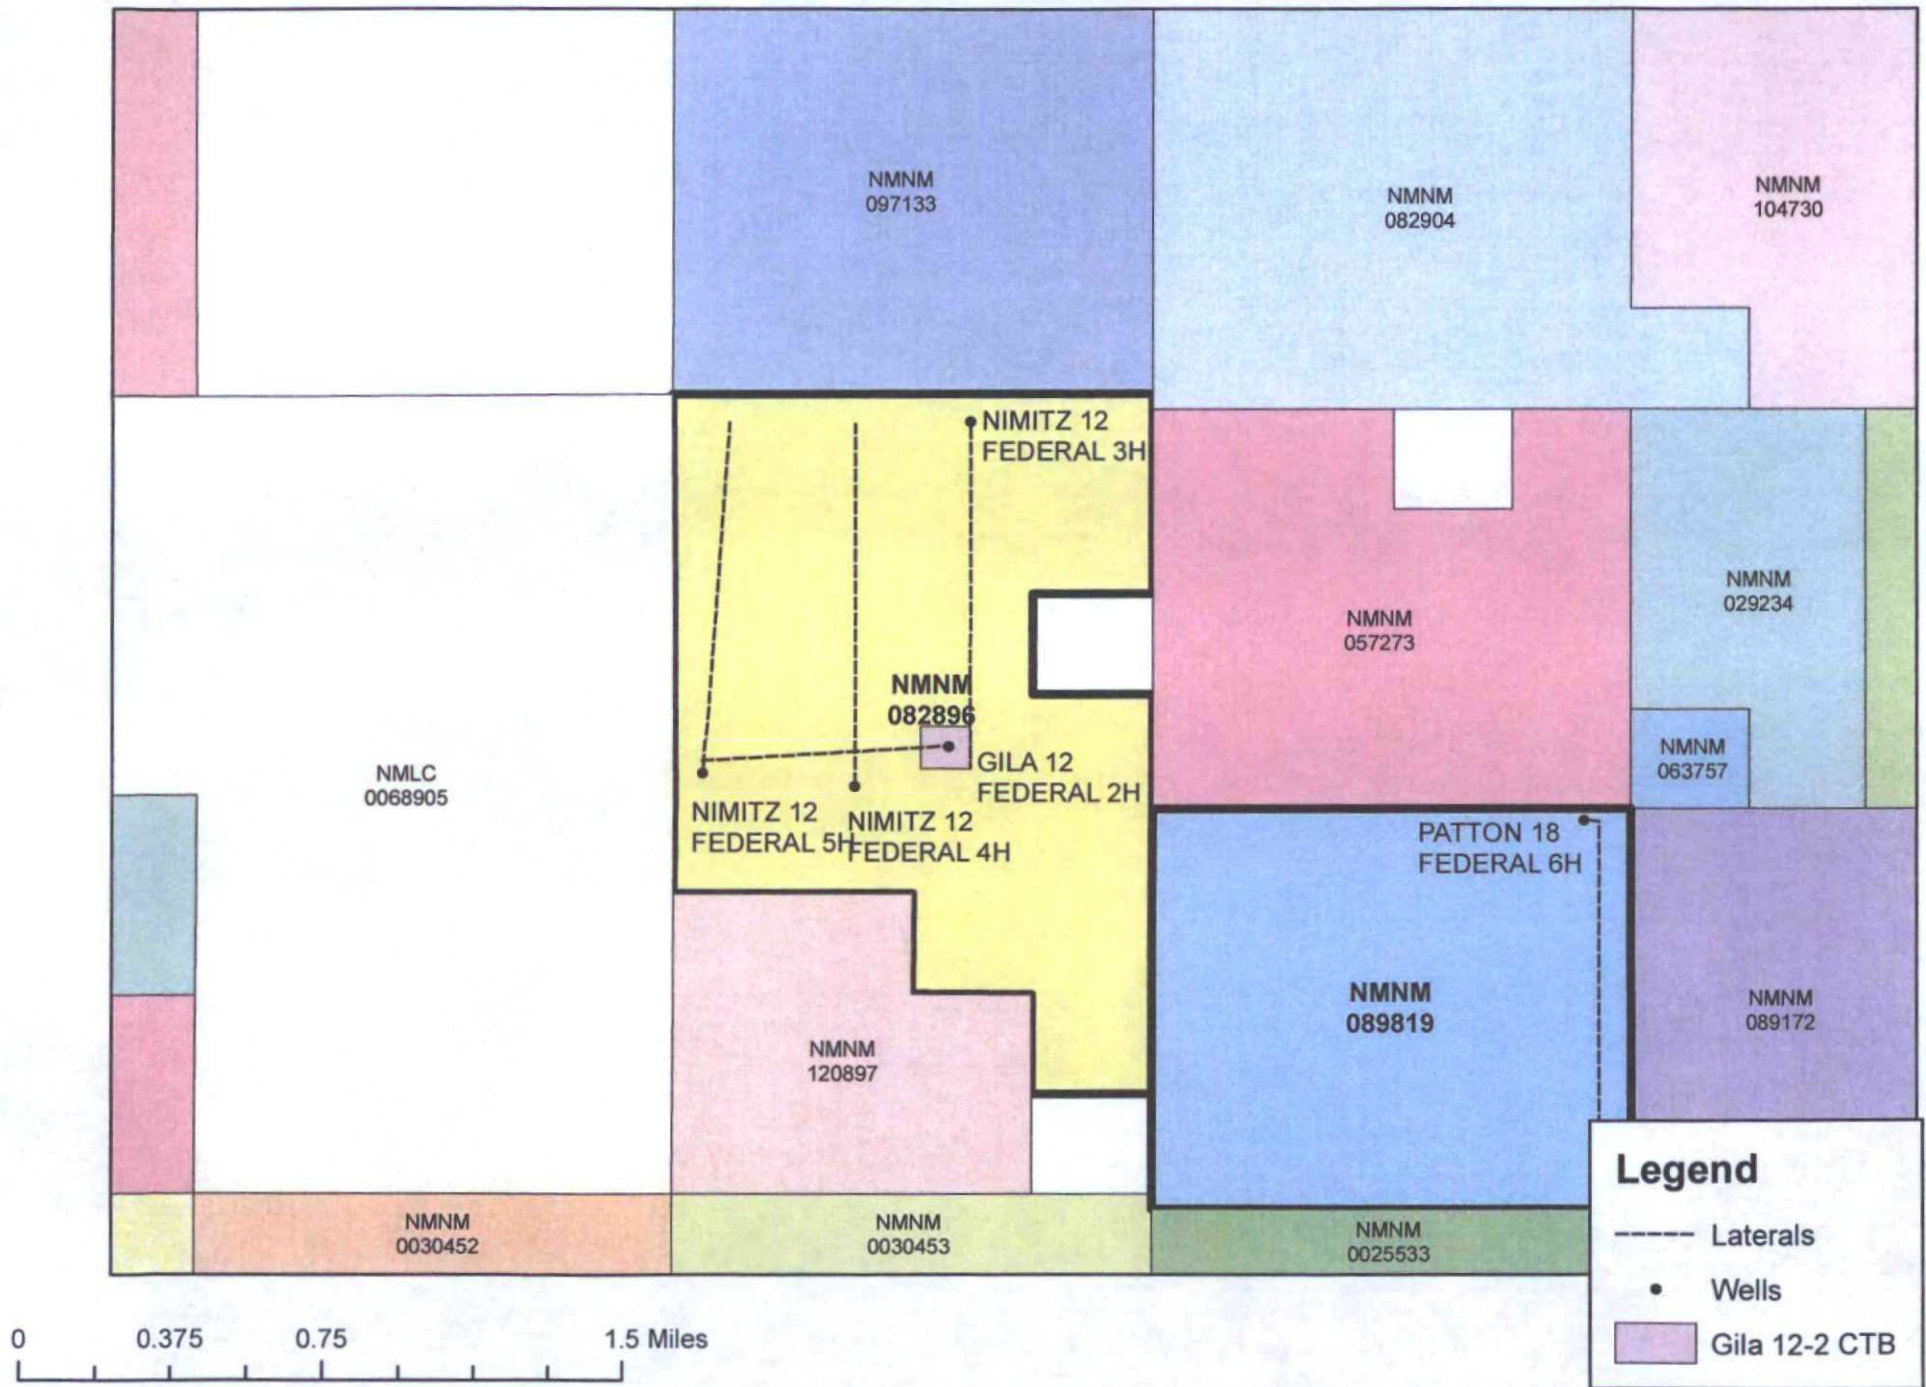 NMNM
097133
NMNM
082904
NMNM
104730
NIMITZ 12
FEDERAL 3H
NMNM
029234
NMNM
057273
NMNM
082896
NMNM
063757
GILA 12
FEDERAL 2H
NMLC
0068905
NIMITZ 12
FEDERAL 5H
NIMITZ 12
FEDERAL 4H
PATTON 18
FEDERAL 6H
NMNM
089819
NMNM
089172
NMNM
120897
NMNM
0030452
NMNM
0030453
NMNM
0025533
Legend
Laterals
Wells
Gila 12-2 CTB
0 0.375 0.75 1.5 Miles